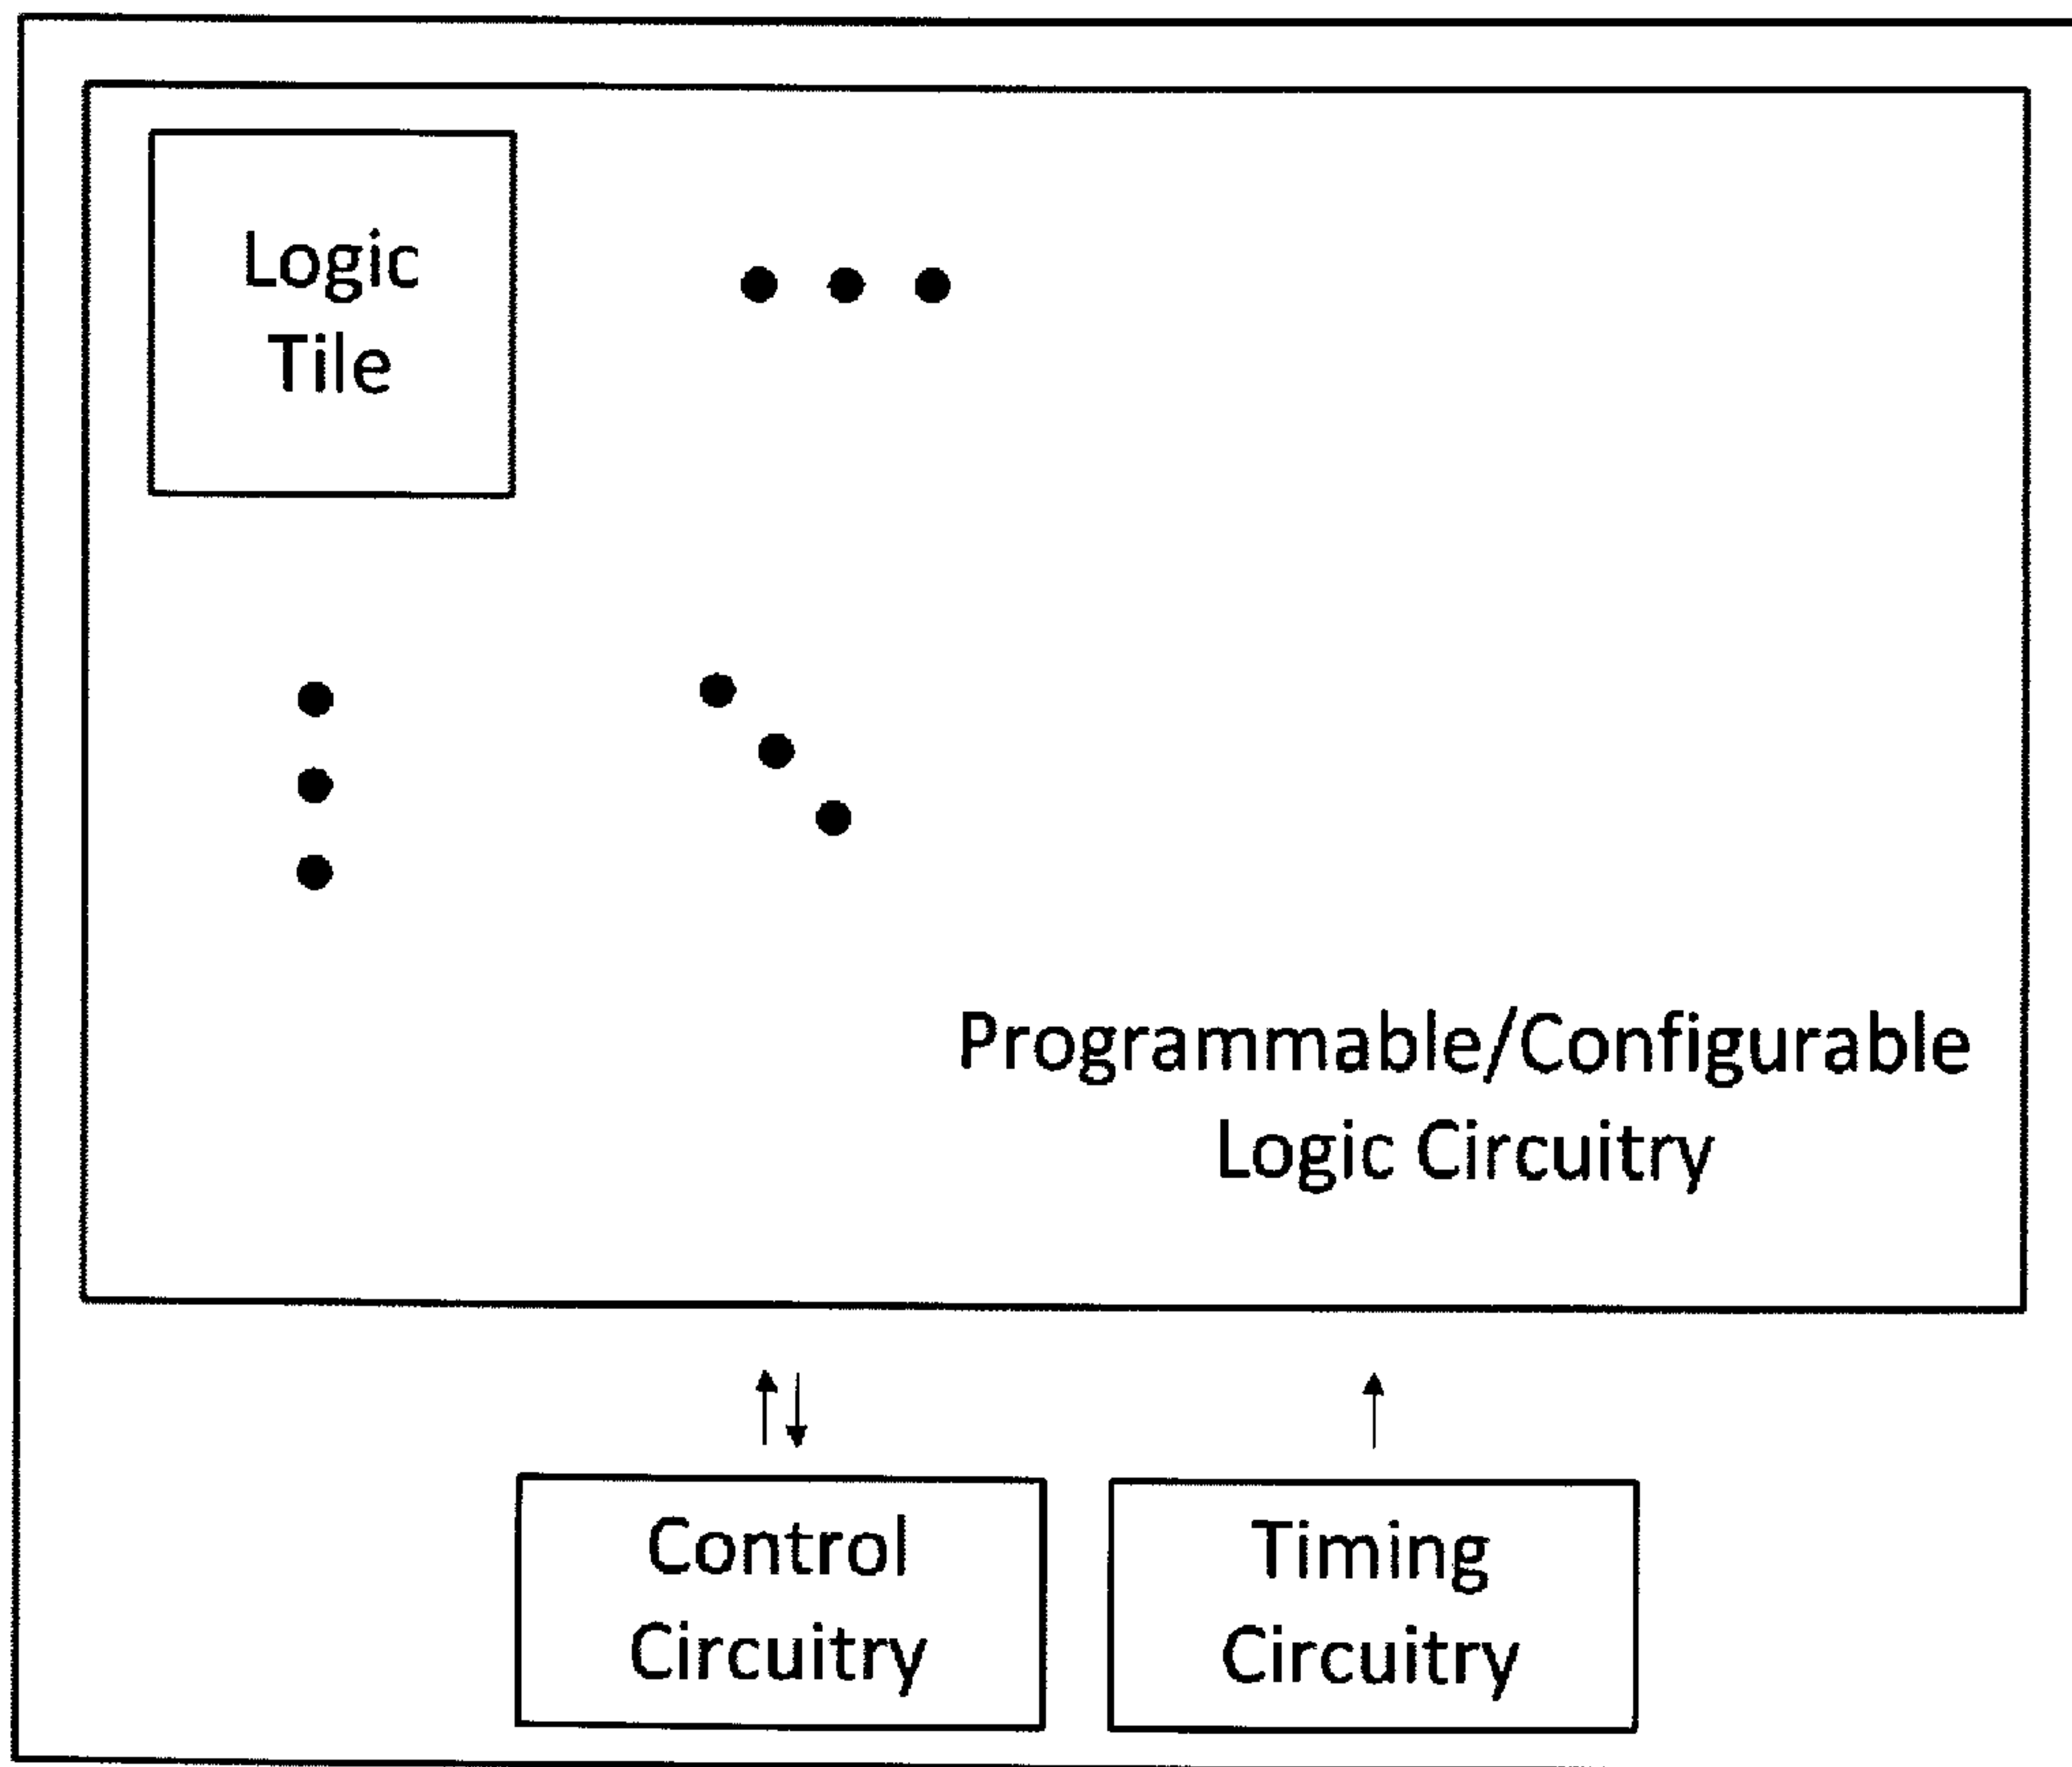 Logic
Tile
Programmable/Configurable
Logic Circuitry
Control
Circuitry
Timing
Circuitry